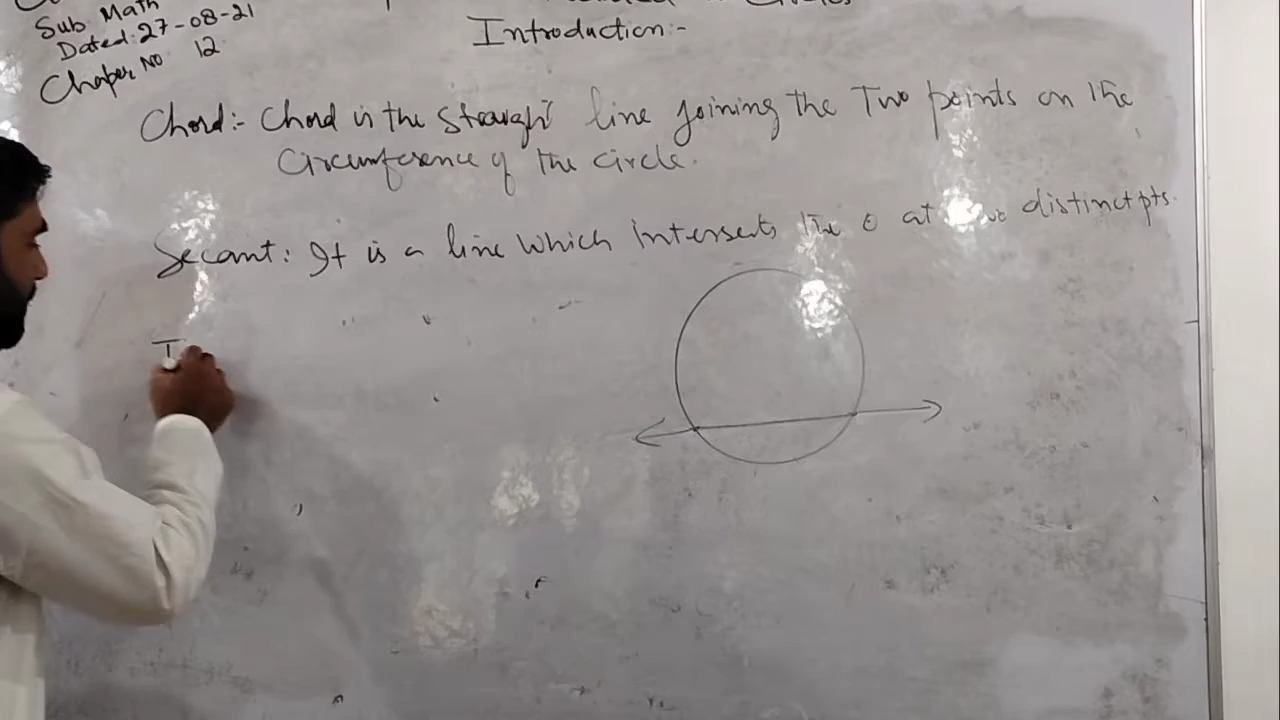 Sub Math
Dated: 27-08-21
Chapter No 12
Circles
Introduction:-
Chord:- Chord is the straight line joining the Two points on the
Circumference of the circle.
Secant: It is a line which intersects the at distinct pts.
T